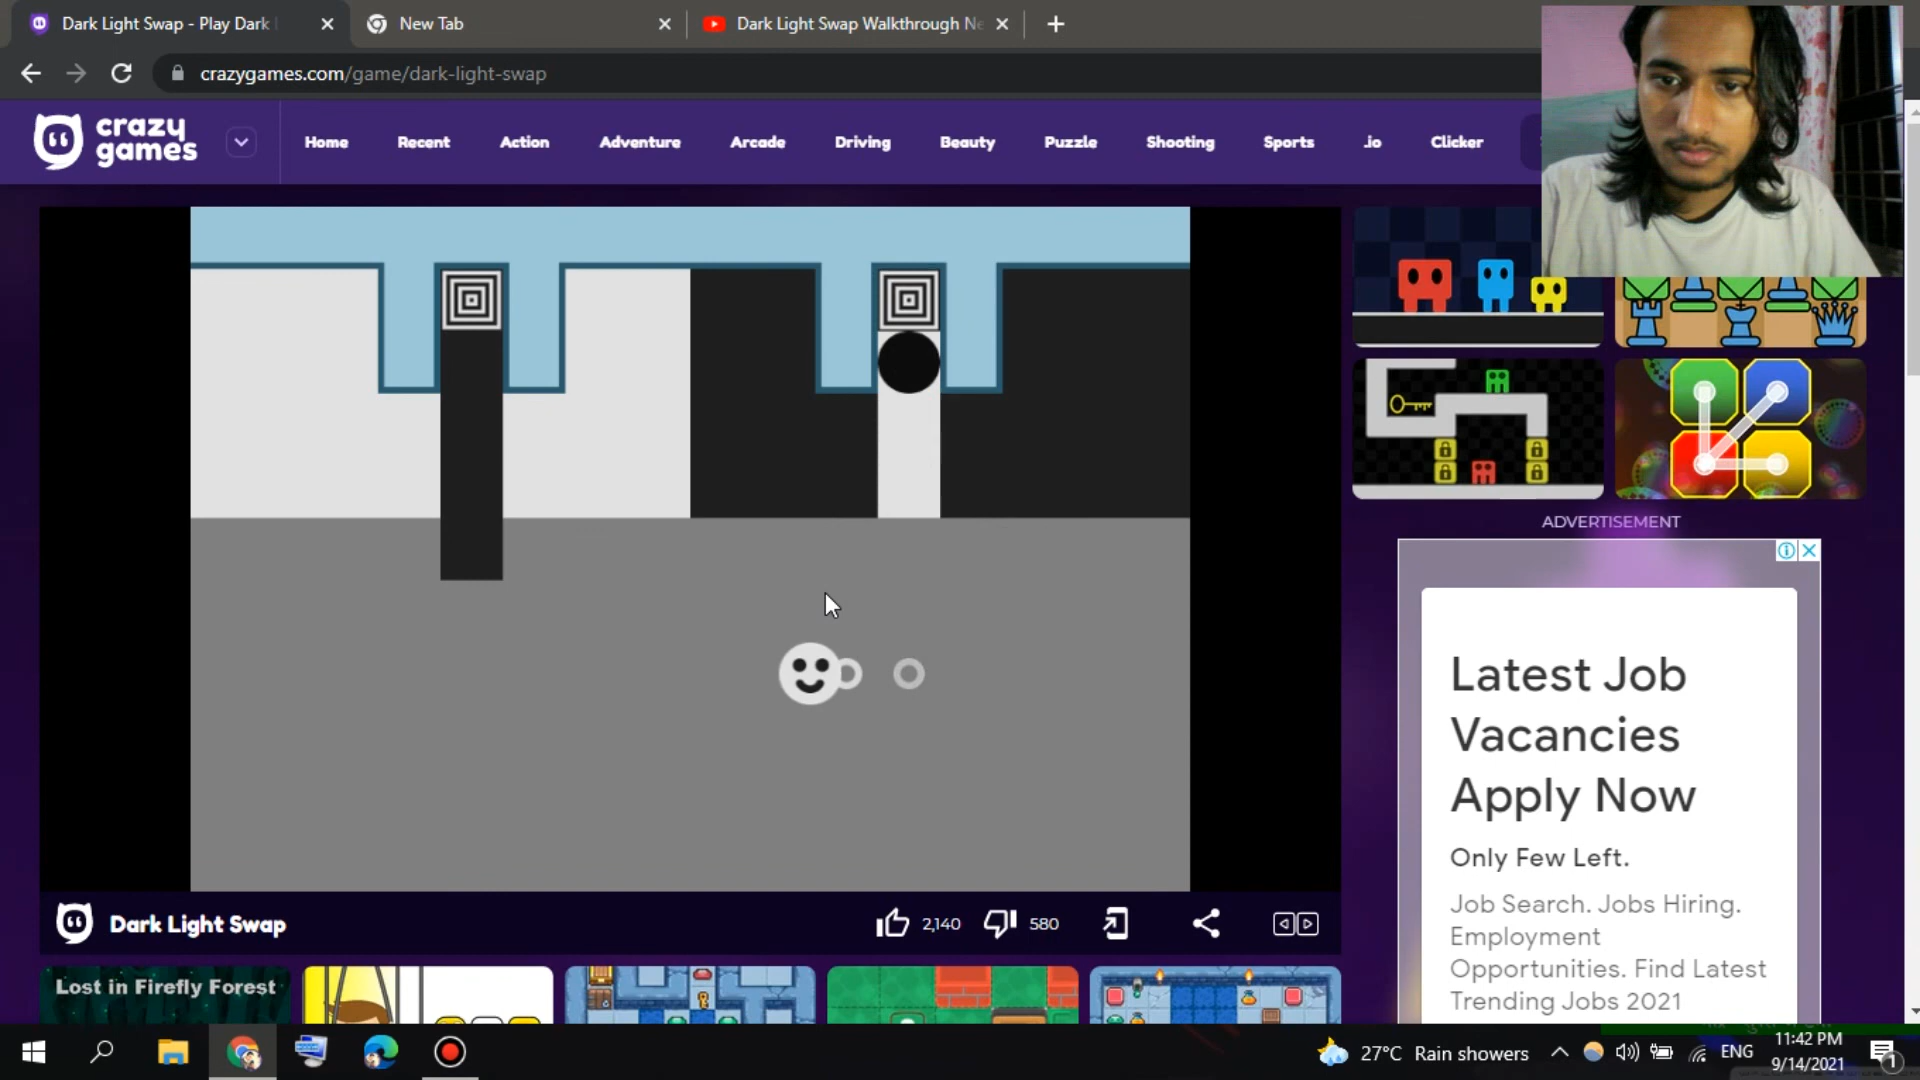 Dark Light Swap - Play Dark
New Tab
Dark Light Swap Walkthrough Ne
crazygames.com/game/dark-light-swap
crazy
games
Home
Recent
Action
Adventure
Arcade
Driving
Beauty
Puzzle
Shooting
Sports
.io
Clicker
ADVERTISEMENT
Latest Job
Vacancies
Apply Now
Only Few Left.
Job Search. Jobs Hiring.
Employment
Opportunities. Find Latest
Trending Jobs 2021
Dark Light Swap
2,140
580
Lost in Firefly Forest
27°C Rain showers
ENG
11:42 PM
9/14/2021
1